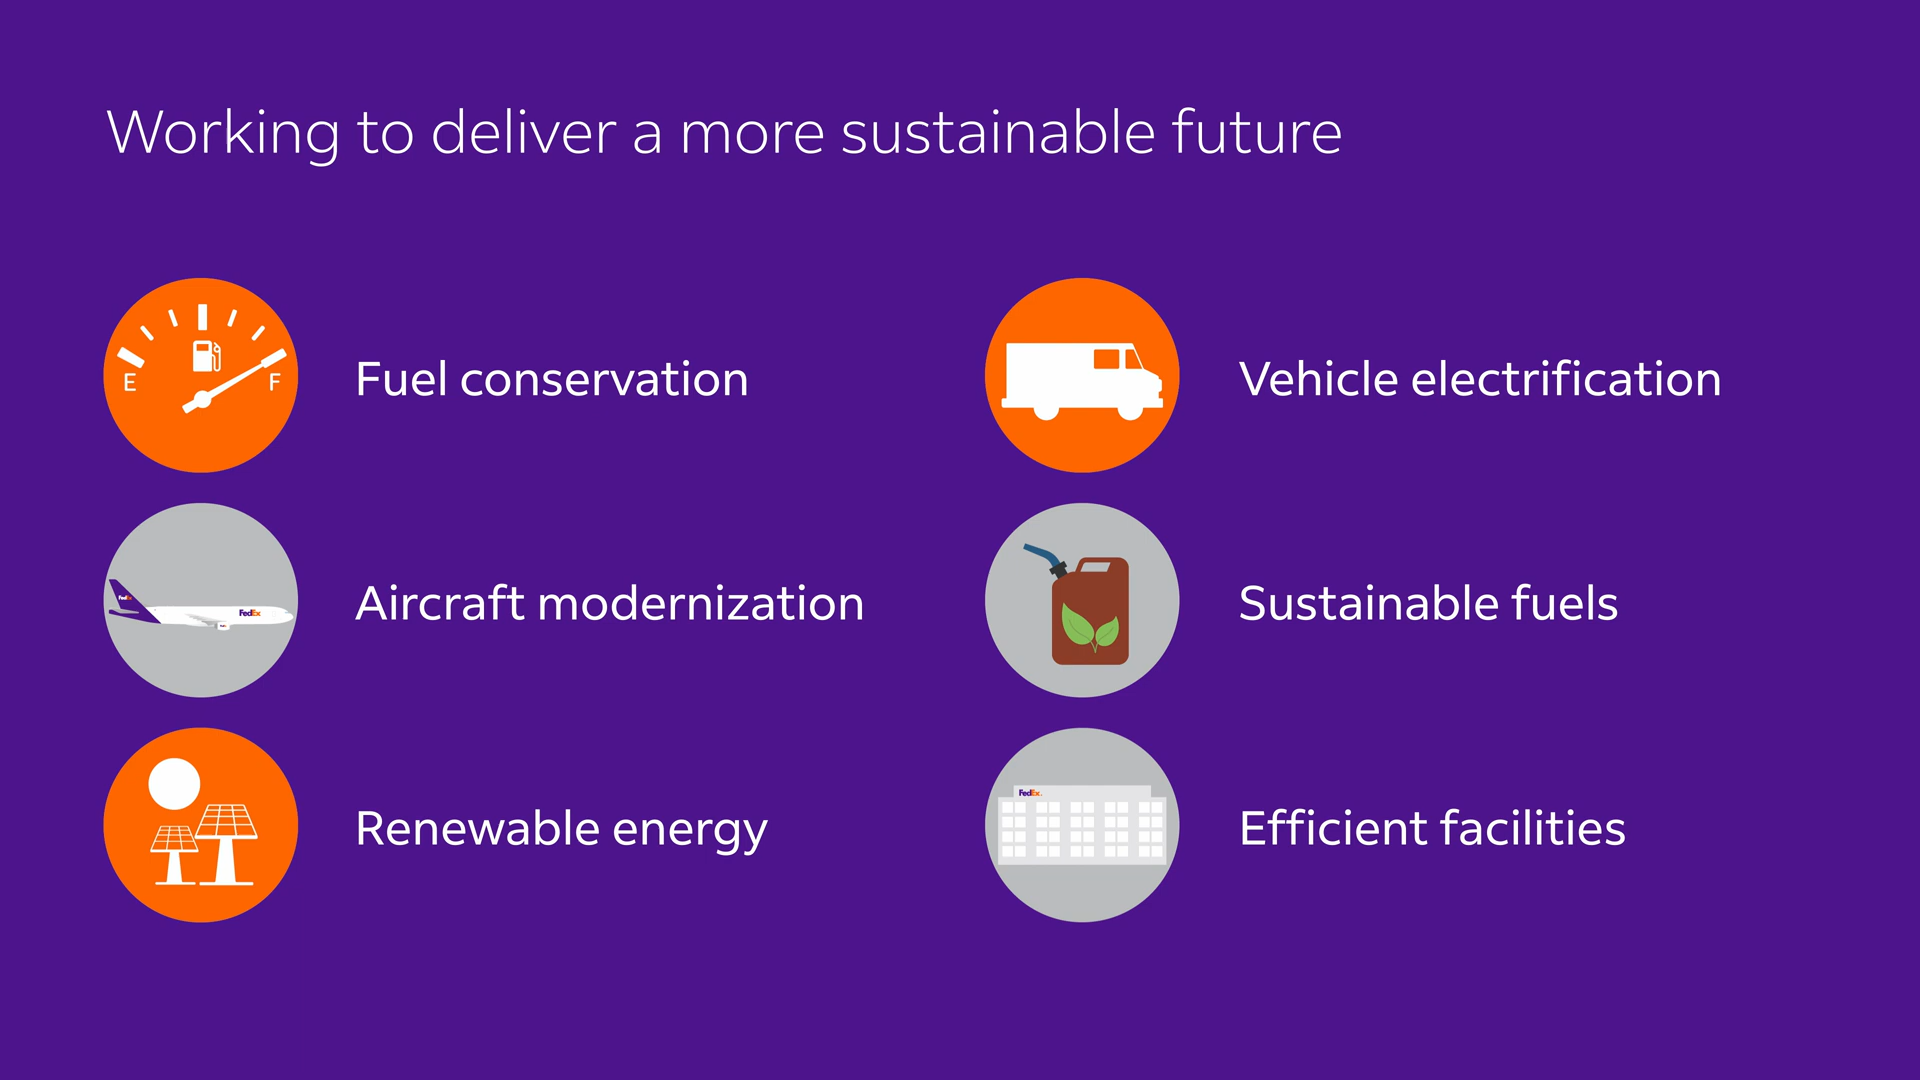 Working to deliver a more sustainable future
E
F
Fuel conservation
Vehicle electrification
FedEx
FedEx
Aircraft modernization
Sustainable fuels
Renewable energy
FedEx.
Efficient facilities